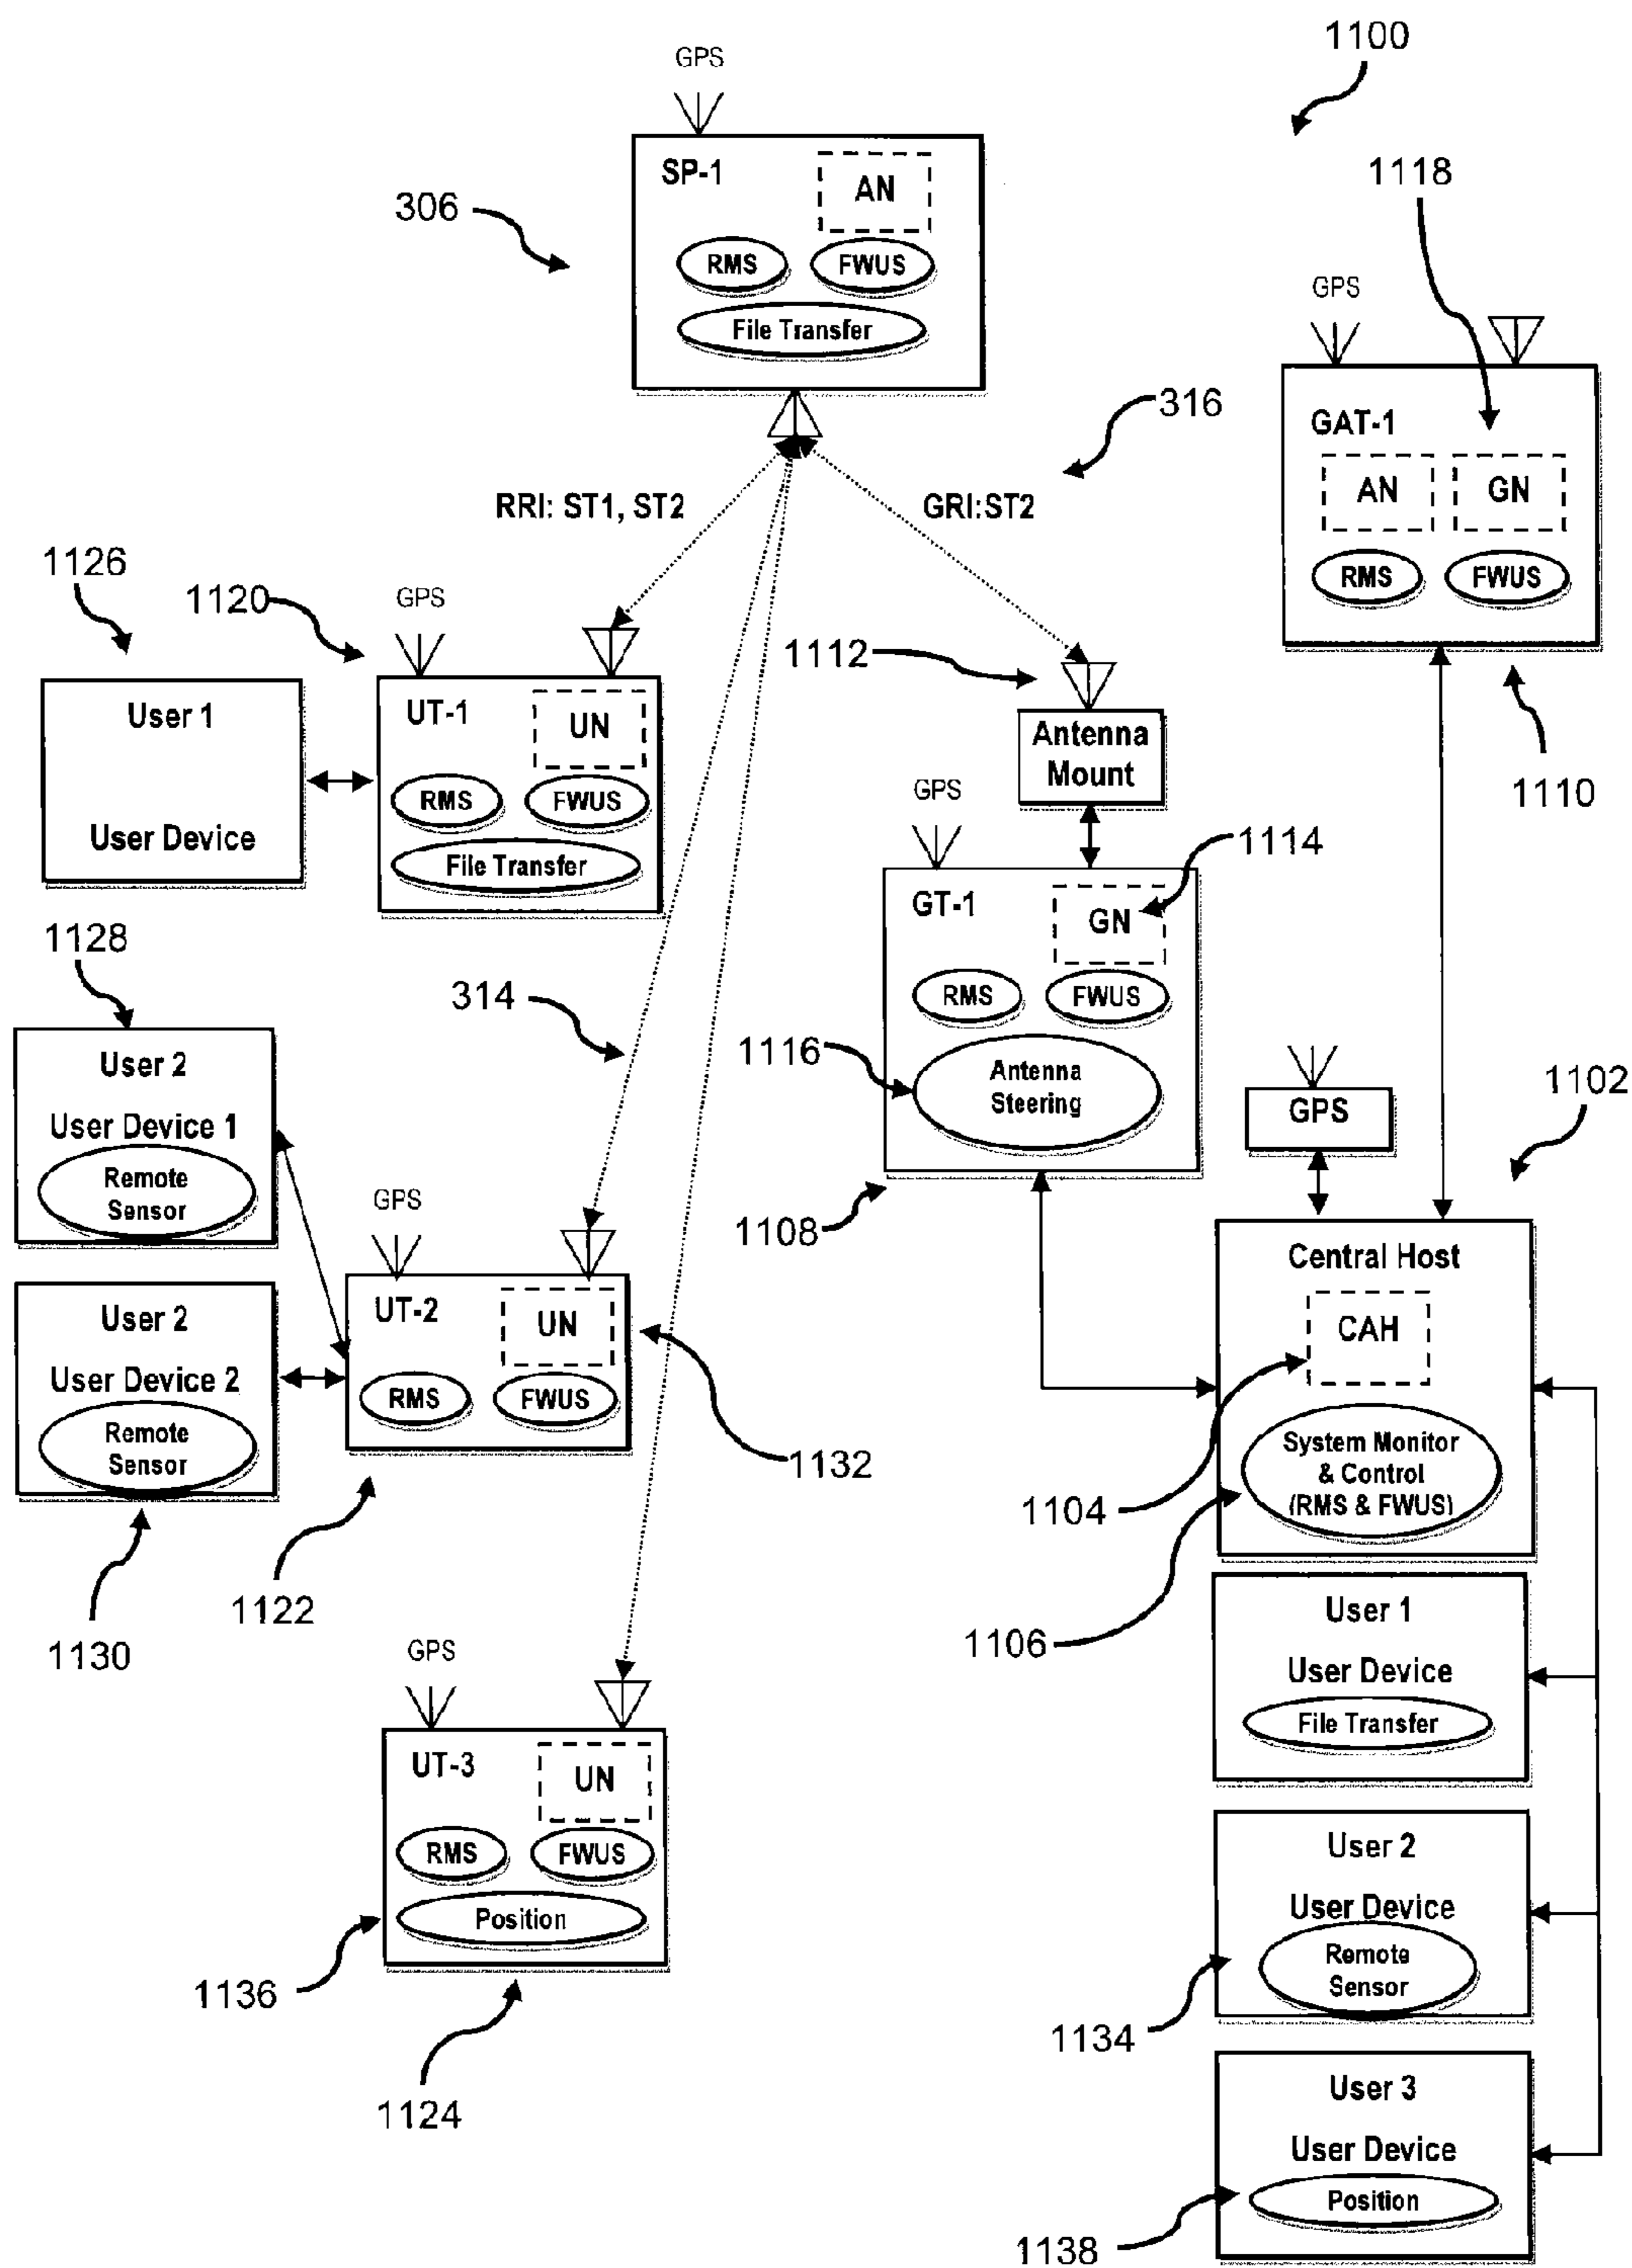 1100
GPS
SP-1
AN
RMS
FWUS
File Transfer
306
1118
GPS
GAT-1
AN
GN
RMS
FWUS
1110
316
RRI: ST1, ST2
GRI:ST2
1126
1120
GPS
User 1
User Device
UT-1
UN
RMS
FWUS
File Transfer
1112
Antenna
Mount
GPS
1114
GT-1
GN
RMS
FWUS
1116
Antenna
Steering
1108
1128
314
User 2
User Device 1
Remote
Sensor
GPS
UT-2
UN
RMS
FWUS
1132
User 2
User Device 2
Remote
Sensor
1130
1122
GPS
1102
Central Host
CAH
System Monitor
& Control
(RMS & FWUS)
1104
1106
GPS
UT-3
UN
RMS
FWUS
Position
1136
1124
User 1
User Device
File Transfer
User 2
User Device
Remote
Sensor
1134
User 3
User Device
Position
1138